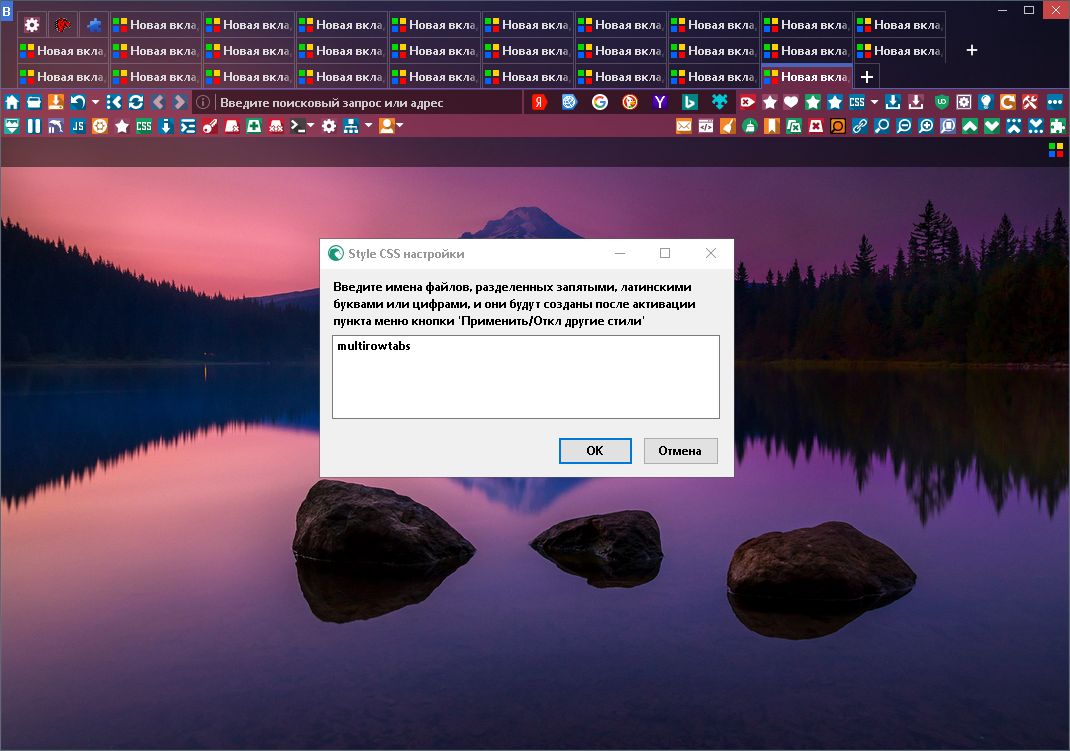 B
Новая вкла Новая вкла Новая вкла Новая вкла Новая вкла Новая вкла Новая вкла Новая вкла Новая вкла
Новая вкла Новая вкла Новая вкла Новая вкла Новая вкла Новая вкла Новая вкла Новая вкла Новая вкла Новая вкла
Новая вкла Новая вкла Новая вкла Новая вкла Новая вкла Новая вкла Новая вкла Новая вкла Новая вкла
Введите поисковый запрос или адрес Я G Y b CSS UD
JS CSS
Style CSS настройки
Введите имена файлов, разделенных запятыми, латинскими
буквами или цифрами, и они будут созданы после активации
пункта меню кнопки 'Применить/Откл другие стили'
multirowtabs
OK Отмена